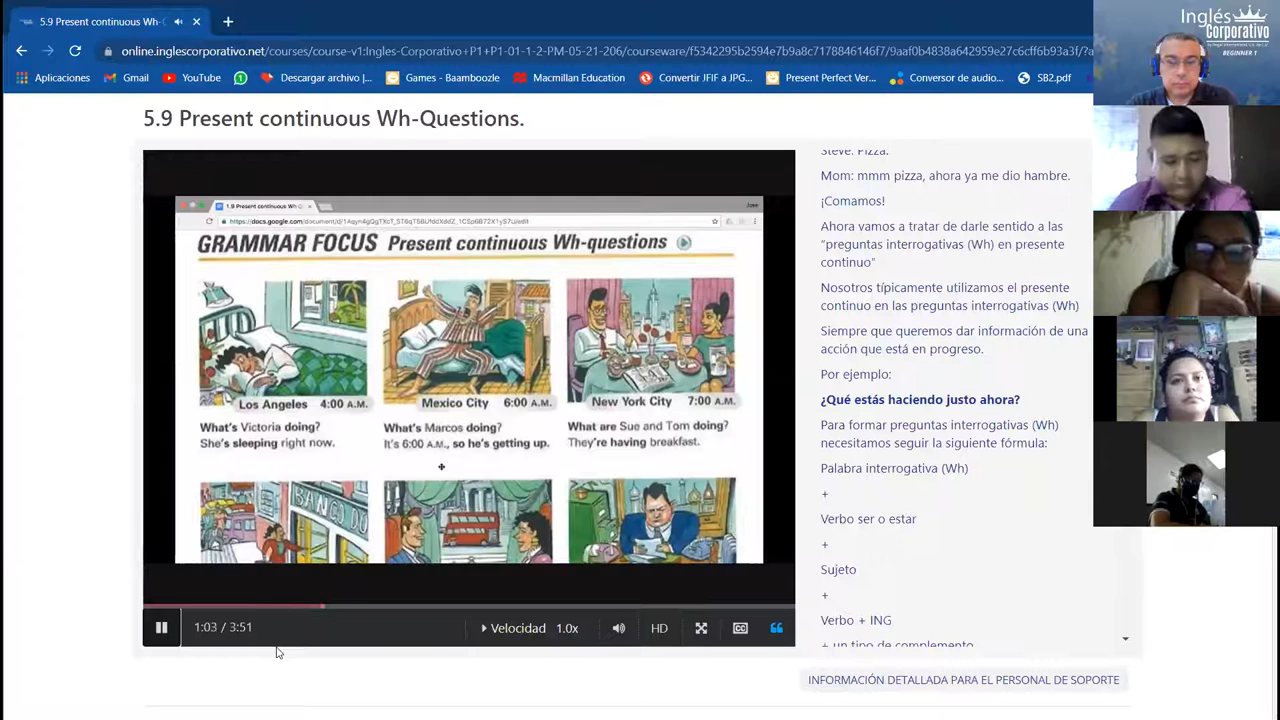 5.9 Present continuous Wh-
online.inglescorporativo.net/courses/course-v1:Ingles-Corporativo+P1+P1-01-1-2-PM-05-21-206/courseware/f5342295b2594e7b9a8c7178846146f7/9aaf0b4838a642959e27c6cff6b93a3f/?a
Aplicaciones Gmail YouTube Descargar archivo |... Games - Baamboozle Macmillan Education Convertir JFIF a JPG... Present Perfect Ver... Conversor de audio... SB2.pdf
Inglés
Corporativo
BEGINNER 1
5.9 Present continuous Wh-Questions.
GRAMMAR FOCUS Present continuous Wh-questions
Los Angeles 4:00 A.M.
Mexico City 6:00 A.M.
New York City 7:00 A.M.
What's Victoria doing?
She's sleeping right now.
What's Marcos doing?
It's 6:00 A.M., so he's getting up.
What are Sue and Tom doing?
They're having breakfast.
1:03 / 3:51
Velocidad 1.0x
HD
CC
Steve: Pizza.
Mom: mmm pizza, ahora ya me dio hambre.
¡Comamos!
Ahora vamos a tratar de darle sentido a las
"preguntas interrogativas (Wh) en presente
continuo"
Nosotros típicamente utilizamos el presente
continuo en las preguntas interrogativas (Wh)
Siempre que queremos dar información de una
acción que está en progreso.
Por ejemplo:
¿Qué estás haciendo justo ahora?
Para formar preguntas interrogativas (Wh)
necesitamos seguir la siguiente fórmula:
Palabra interrogativa (Wh)
+
Verbo ser o estar
+
Sujeto
+
Verbo + ING
+ un tipo de complemento
INFORMACIÓN DETALLADA PARA EL PERSONAL DE SOPORTE